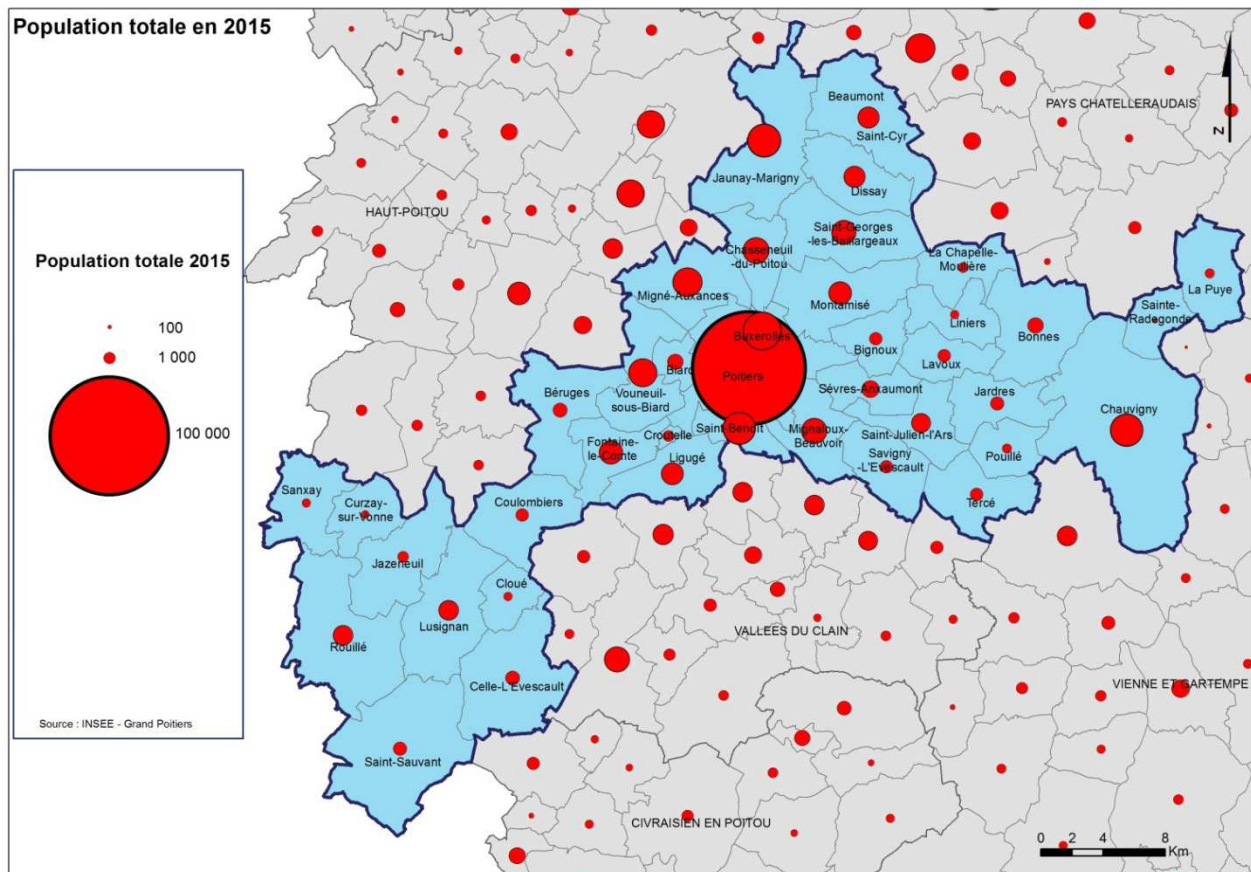 Population totale en 2015
Population totale 2015
100
1 000
100 000
Source : INSEE - Grand Poitiers
N
PAYS CHATELLERAUDAIS
HAUT-POITOU
Beaumont
Saint-Cyr
Jaunay-Marigny
Dissay
Saint-Georges
-les-Baillargeaux
Chasseneuil
-du-Poitou
La Chapelle-
Moulière
La Puye
Migné-Auxances
Montamisé
Sainte-
Radegonde
Liniers
Bonnes
Buxerolles
Bignoux
Lavoux
Biard
Poitiers
Vouneuil-
sous-Biard
Béruges
Sèvres-Anxaumont
Jardres
Chauvigny
Saint-Benoît
Mignaloux-
Beauvoir
Saint-Julien-l'Ars
Croutelle
Fontaine-
le-Comte
Ligugé
Savigny
-L'Evescault
Pouillé
Tercé
Sanxay
Curzay-
sur-Vonne
Coulombiers
Jazeneuil
Cloué
Lusignan
Rouillé
Celle-L'Evescault
Saint-Sauvant
VALLEES DU CLAIN
VIENNE ET GARTEMPE
CIVRAISIEN EN POITOU
0 2 4 8
Km